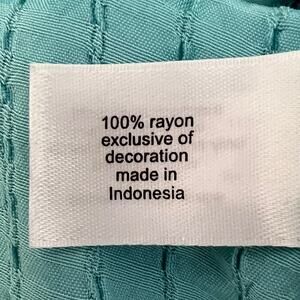 100% rayon
exclusive of
decoration
made in
Indonesia